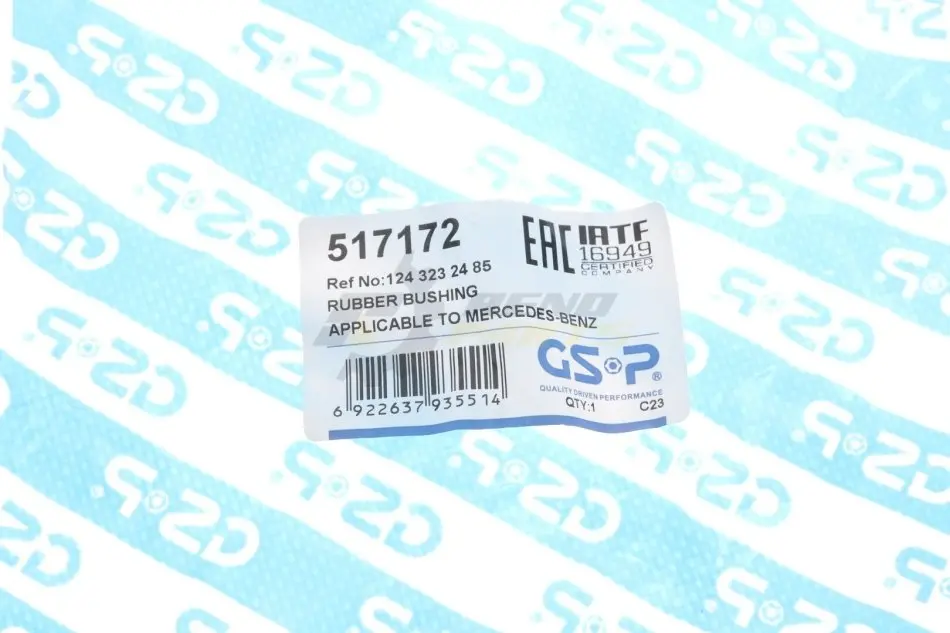 517172
Ref No:124 323 24 85
RUBBER BUSHING
APPLICABLE TO MERCEDES-BENZ
6 922637 935514
EAC
IATF
16949
CERTIFIED
COMPANY
GSP®
QUALITY DRIVEN PERFORMANCE
QTY:1 C23